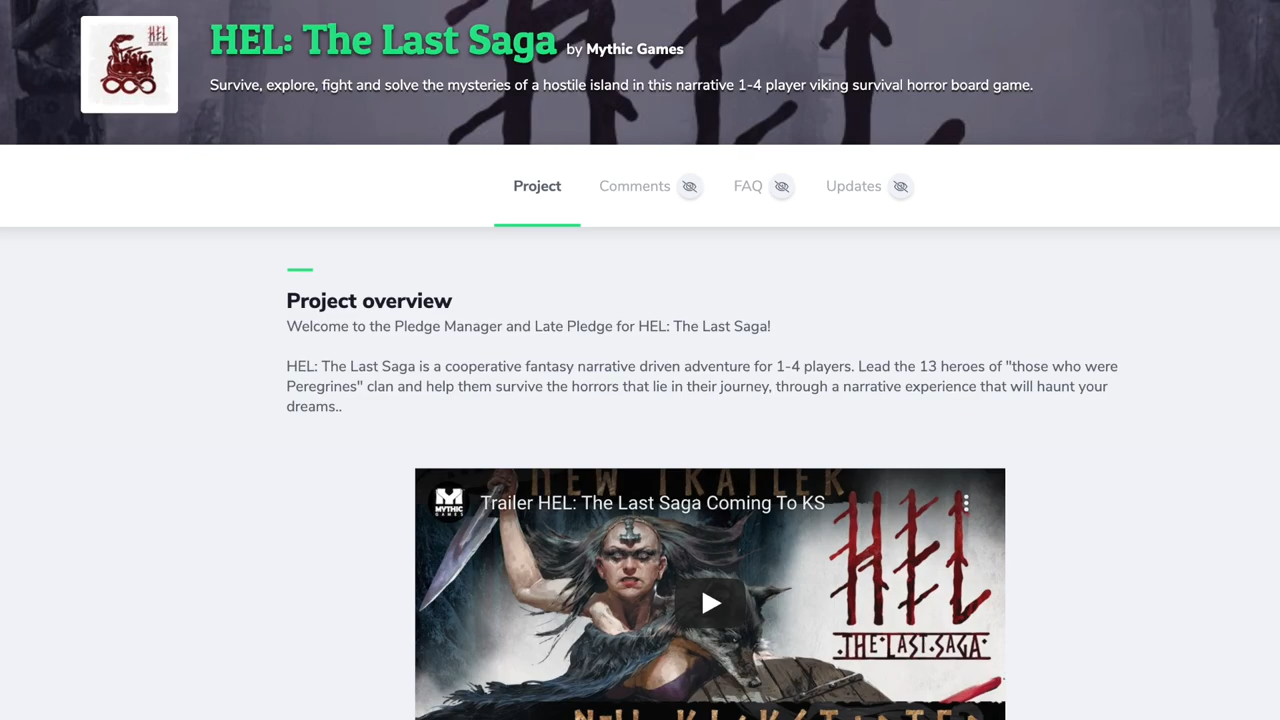 HEL
HEL: The Last Saga by Mythic Games
Survive, explore, fight and solve the mysteries of a hostile island in this narrative 1-4 player viking survival horror board game.
Project Comments FAQ Updates
Project overview
Welcome to the Pledge Manager and Late Pledge for HEL: The Last Saga!
HEL: The Last Saga is a cooperative fantasy narrative driven adventure for 1-4 players. Lead the 13 heroes of "those who were
Peregrines" clan and help them survive the horrors that lie in their journey, through a narrative experience that will haunt your
dreams..
NEW TRAILER
MYTHIC
GAMES
Trailer HEL: The Last Saga Coming To KS
HEL
THE LAST SAGA